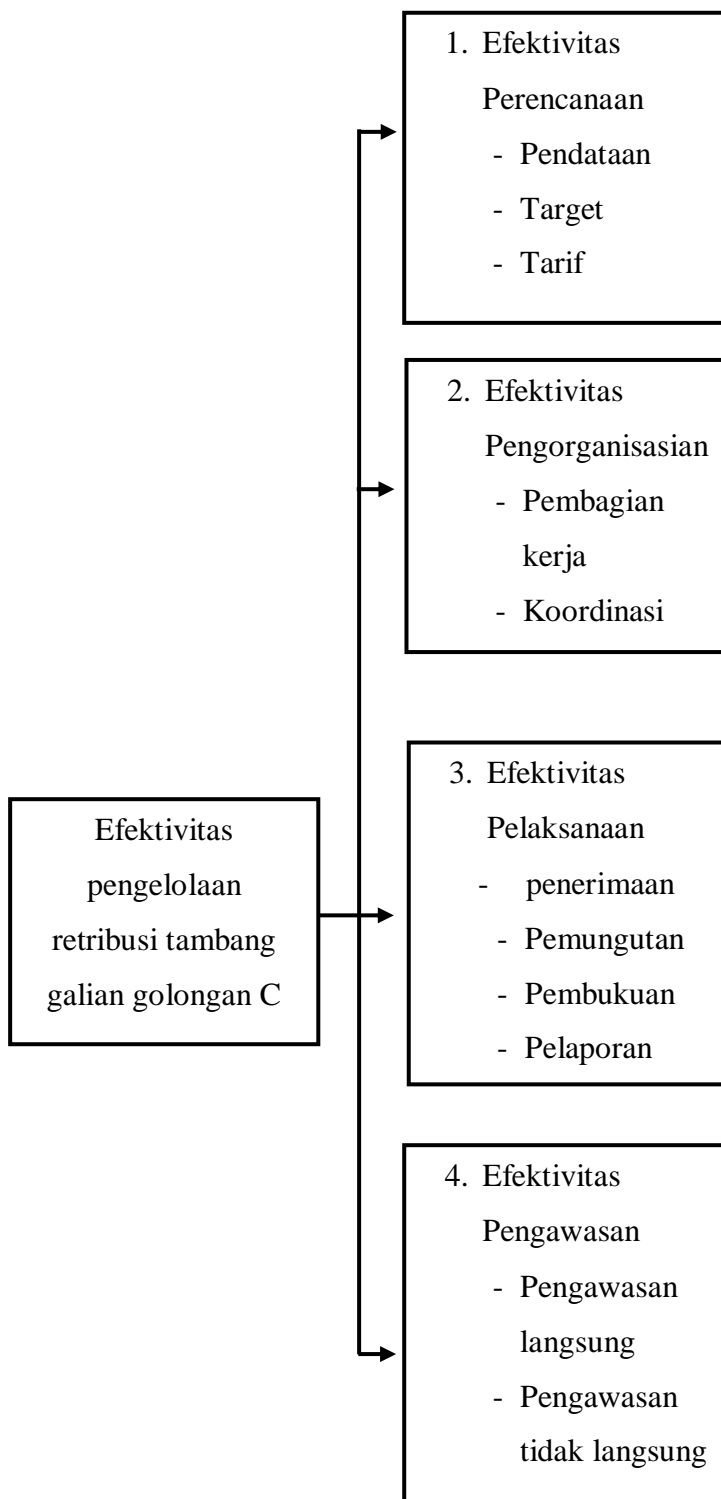 1. Efektivitas
Perencanaan
- Pendataan
- Target
- Tarif
2. Efektivitas
Pengorganisasian
- Pembagian
kerja
- Koordinasi
Efektivitas
pengelolaan
retribusi tambang
galian golongan C
3. Efektivitas
Pelaksanaan
- penerimaan
- Pemungutan
- Pembukuan
- Pelaporan
4. Efektivitas
Pengawasan
- Pengawasan
langsung
- Pengawasan
tidak langsung